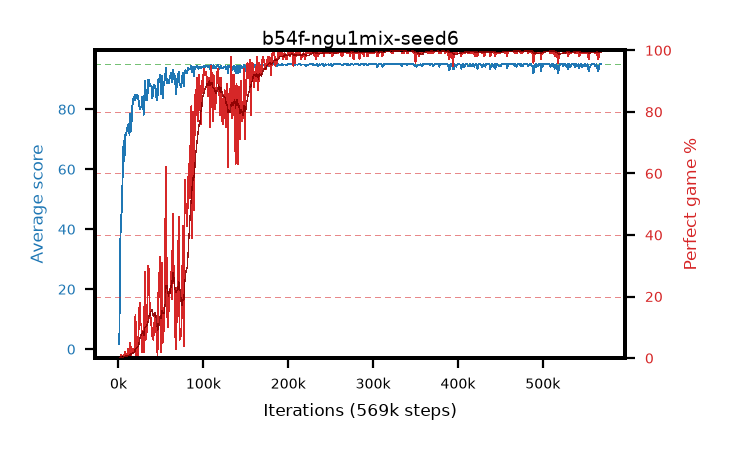 b54f-ngu1mix-seed6
Average score
80
60
40
20
0
100
80
60
40
20
0
Perfect game %
0k 100k 200k 300k 400k 500k
Iterations (569k steps)